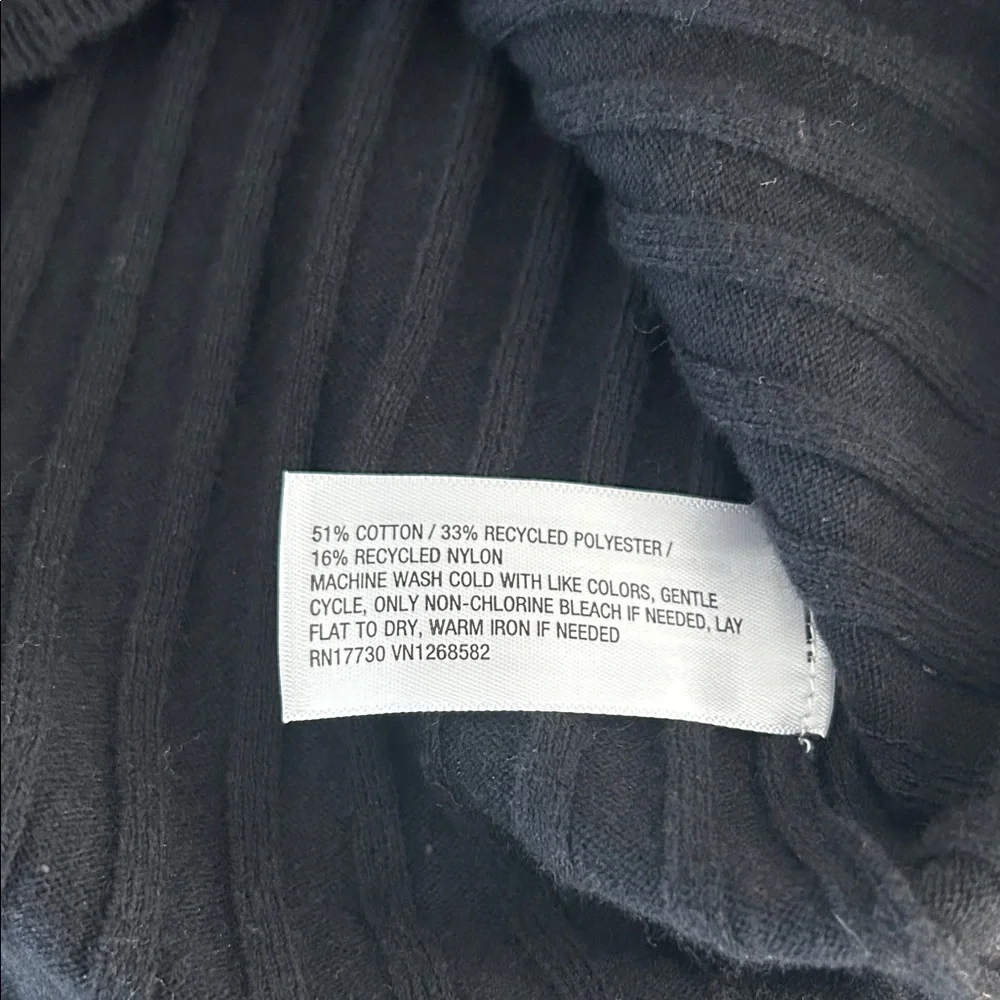 51% COTTON / 33% RECYCLED POLYESTER /
16% RECYCLED NYLON
MACHINE WASH COLD WITH LIKE COLORS, GENTLE
CYCLE, ONLY NON-CHLORINE BLEACH IF NEEDED, LAY
FLAT TO DRY, WARM IRON IF NEEDED
RN17730 VN1268582